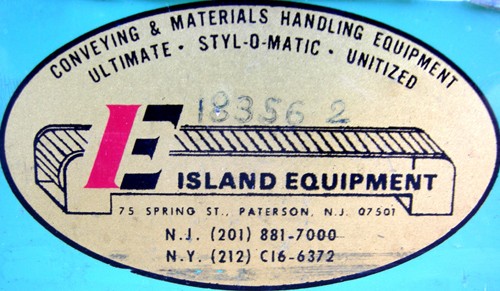 CONVEYING & MATERIALS HANDLING EQUIPMENT
ULTIMATE • STYL-O-MATIC • UNITIZED
18356 2
IE
ISLAND EQUIPMENT
75 SPRING ST., PATERSON, N.J. 07501
N.J. (201) 881-7000
N.Y. (212) CI6-6372